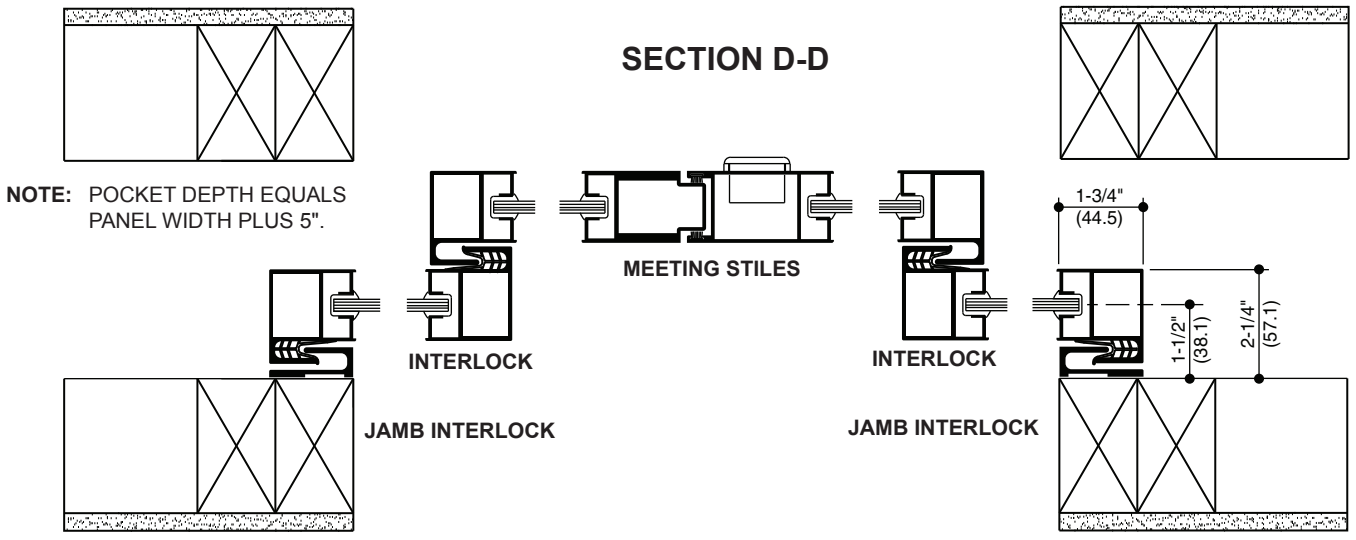 SECTION D-D
NOTE: POCKET DEPTH EQUALS
PANEL WIDTH PLUS 5".
1-3/4"
(44.5)
MEETING STILES
INTERLOCK
INTERLOCK
1-1/2"
(38.1)
2-1/4"
(57.1)
JAMB INTERLOCK
JAMB INTERLOCK